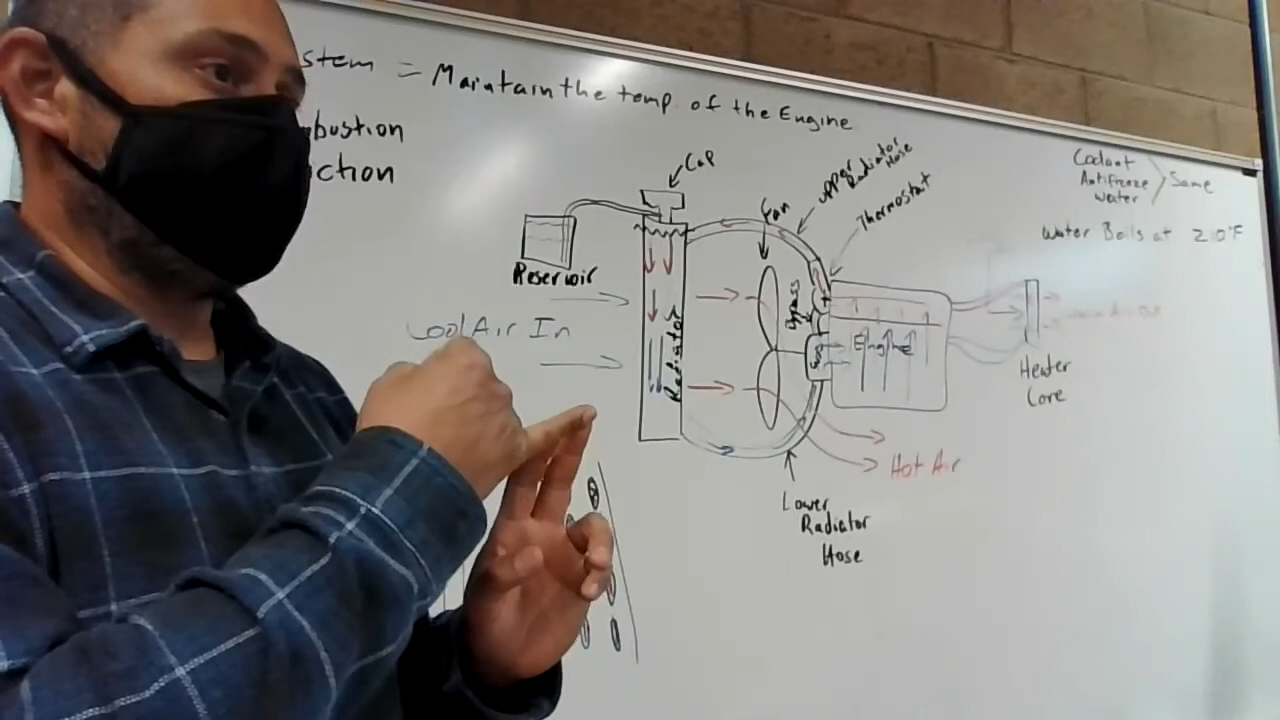 stem = Maintain the temp of the Engine
bustion
iction
Cap
Upper
Radiator
Hose
Fan
Thermostat
Coolant
Antifreeze
Water
Same
Water Boils at 210°F
Reservoir
Cool Air In
Radiator
Bypass
Engine
Heater
Core
Hot Air
Lower
Radiator
Hose